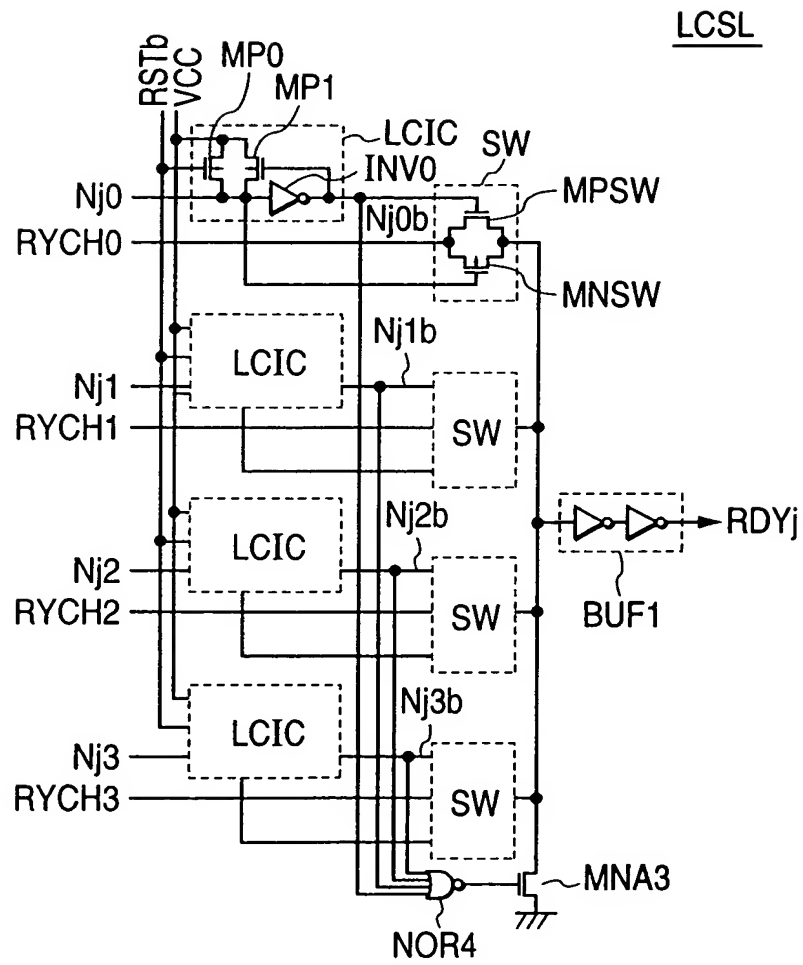 LCSL
RSTb
VCC
MP0
MP1
LCIC
INV0
SW
MPSW
Nj0
Nj0b
RYCH0
MNSW
Nj1b
LCIC
Nj1
RYCH1
SW
Nj2b
RDYj
LCIC
Nj2
BUF1
RYCH2
SW
Nj3b
LCIC
Nj3
RYCH3
SW
MNA3
NOR4